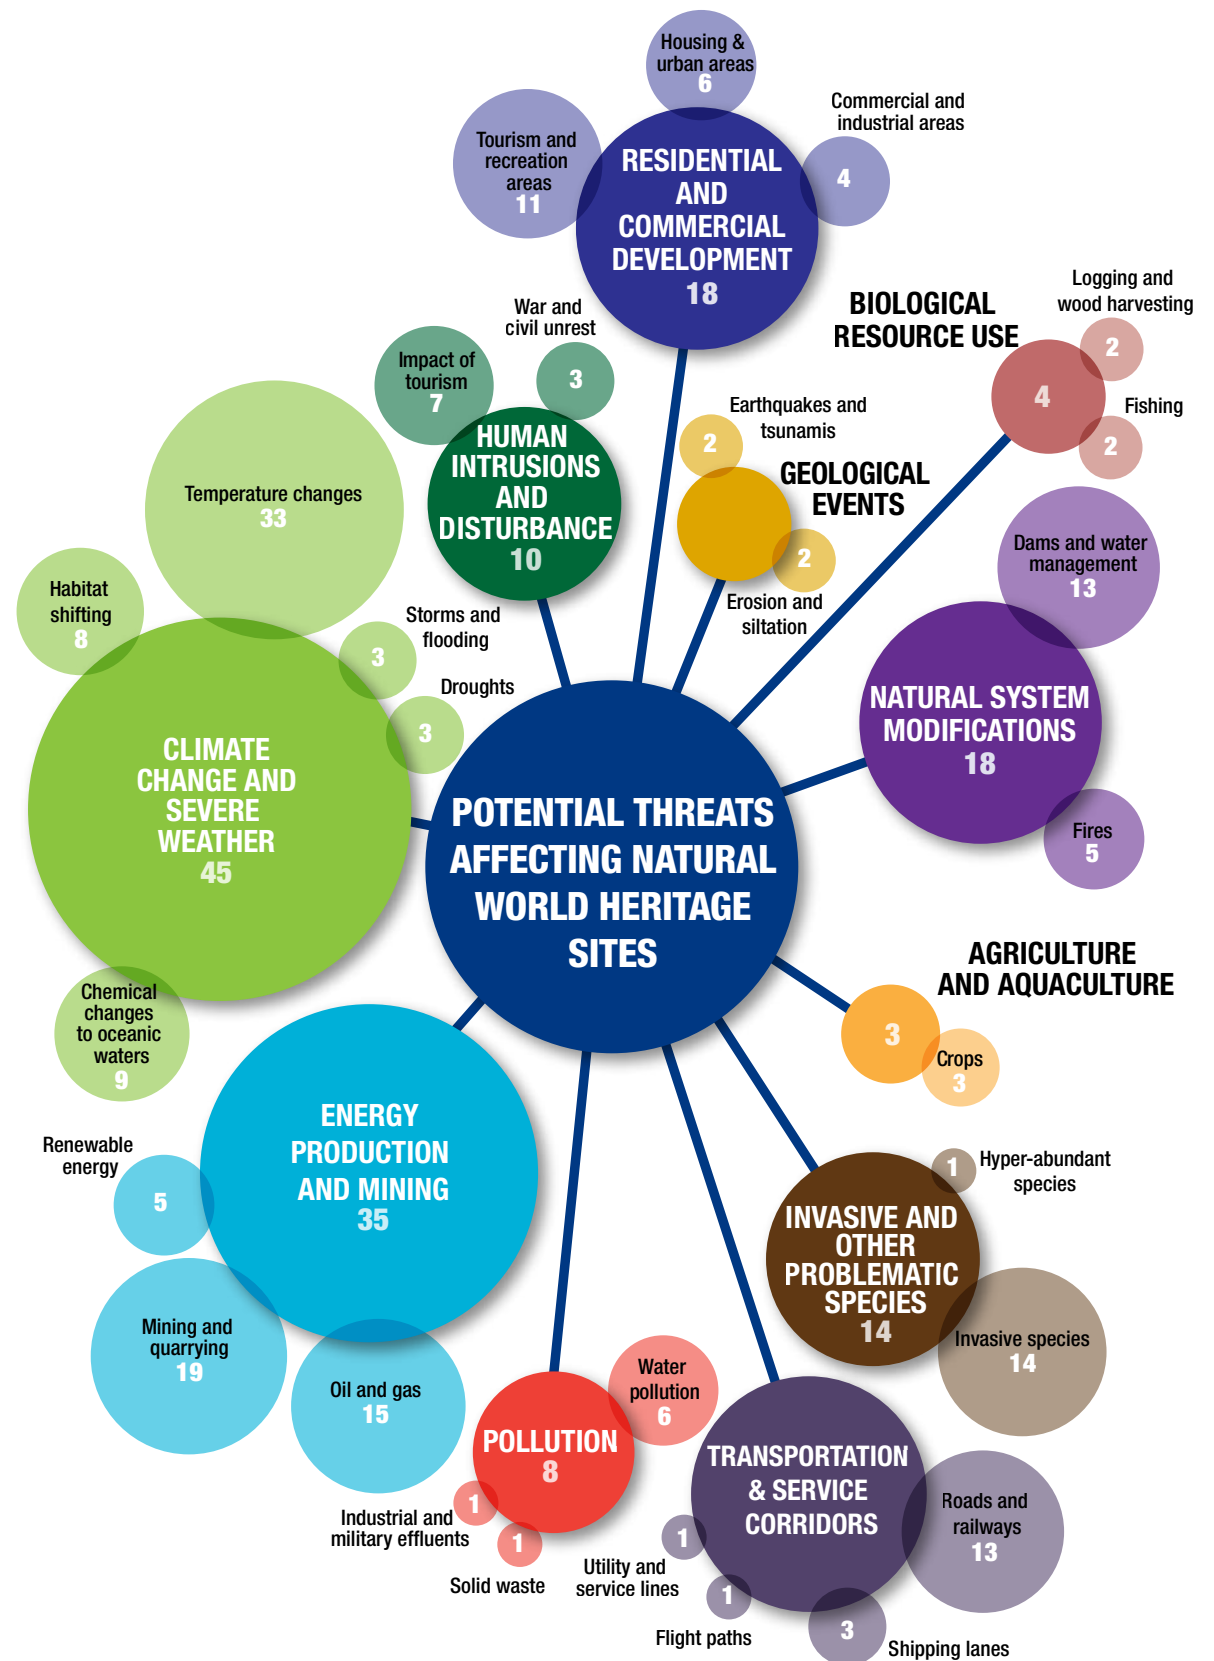 Housing &
urban areas
6
Commercial and
industrial areas
4
Tourism and
recreation
areas
11
RESIDENTIAL
AND
COMMERCIAL
DEVELOPMENT
18
Logging and
wood harvesting
2
BIOLOGICAL
RESOURCE USE
4
Fishing
2
War and
civil unrest
3
Impact of
tourism
7
HUMAN
INTRUSIONS
AND
DISTURBANCE
10
Earthquakes and
tsunamis
2
GEOLOGICAL
EVENTS
2
Erosion and
siltation
Temperature changes
33
Habitat
shifting
8
Storms and
flooding
3
Droughts
3
CLIMATE
CHANGE AND
SEVERE
WEATHER
45
Chemical
changes
to oceanic
waters
9
Dams and water
management
13
NATURAL SYSTEM
MODIFICATIONS
18
Fires
5
POTENTIAL THREATS
AFFECTING NATURAL
WORLD HERITAGE
SITES
AGRICULTURE
AND AQUACULTURE
3
Crops
3
ENERGY
PRODUCTION
AND MINING
35
Renewable
energy
5
Mining and
quarrying
19
Oil and gas
15
Hyper-abundant
species
1
INVASIVE AND
OTHER
PROBLEMATIC
SPECIES
14
Invasive species
14
Water
pollution
6
POLLUTION
8
Industrial and
military effluents
1
1
Solid waste
TRANSPORTATION
& SERVICE
CORRIDORS
Roads and
railways
13
1
Utility and
service lines
1
Flight paths
3
Shipping lanes